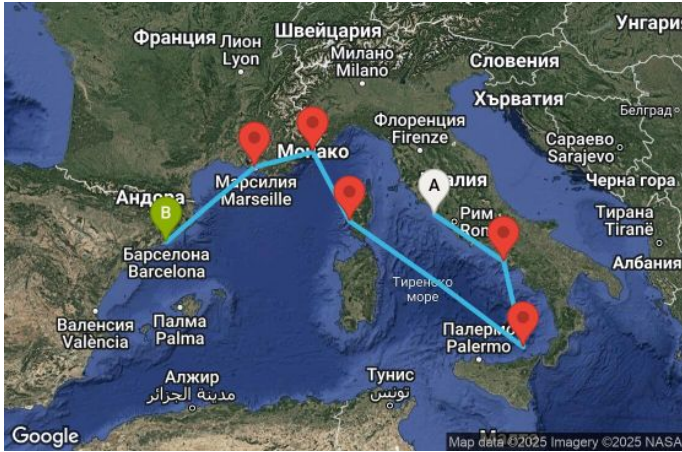 Унгария
Швейцария
Франция
Лион
Lyon
Милано
Milano
Словения
Хърватия
Белград
Флоренция
Firenze
Сараево
Sarajevo
Монако
Марсилия
Marseille
A
Андора
B
Черна гора
Рим
Тирана
Tiranë
Барселона
Barcelona
Албания
Тиренско
море
Палма
Palma
Валенсия
València
Палермо
Palermo
Алжир
مدينة الجزائر
Тунис
تونس
Google
Map data ©2025 Imagery ©2025 NASA